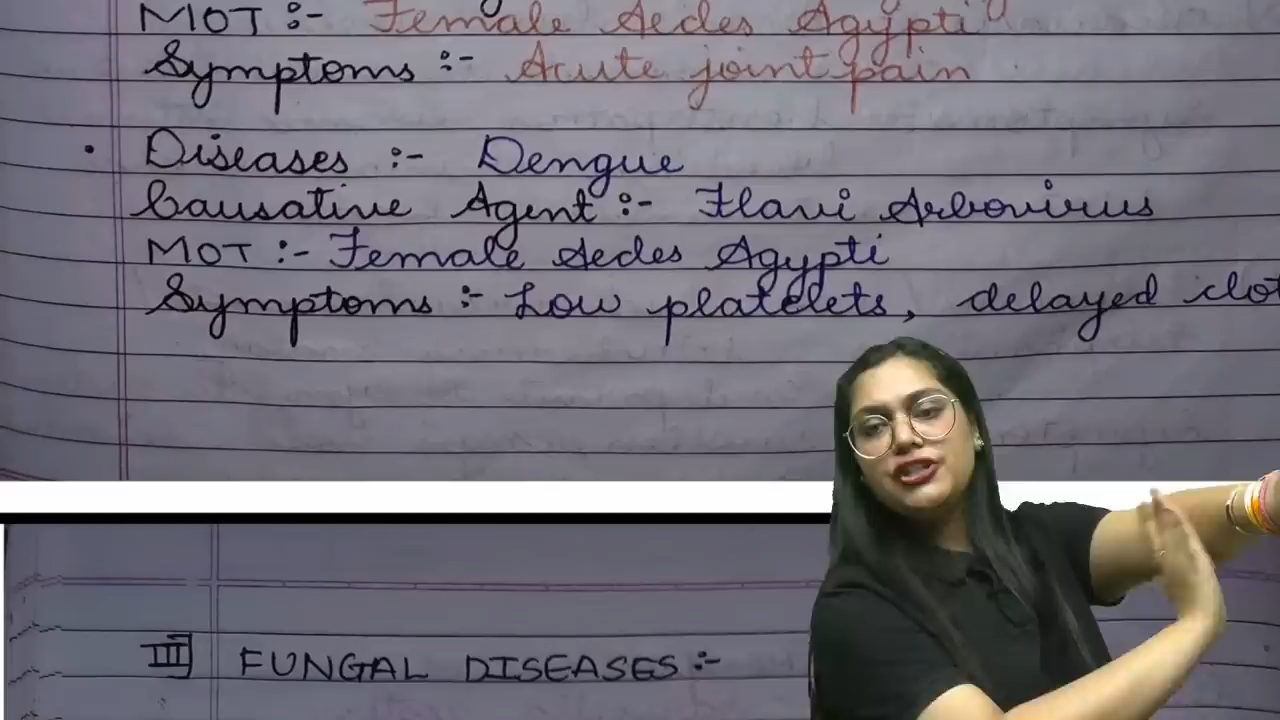 MOT :- Female Aedes Agypti
Symptoms :- Acute joint pain
• Diseases :- Dengue
Causative Agent :- Flavi Arbovirus
MOT :- Female Aedes Agypti
Symptoms :- Low platelets, delayed clot
III] FUNGAL DISEASES :-